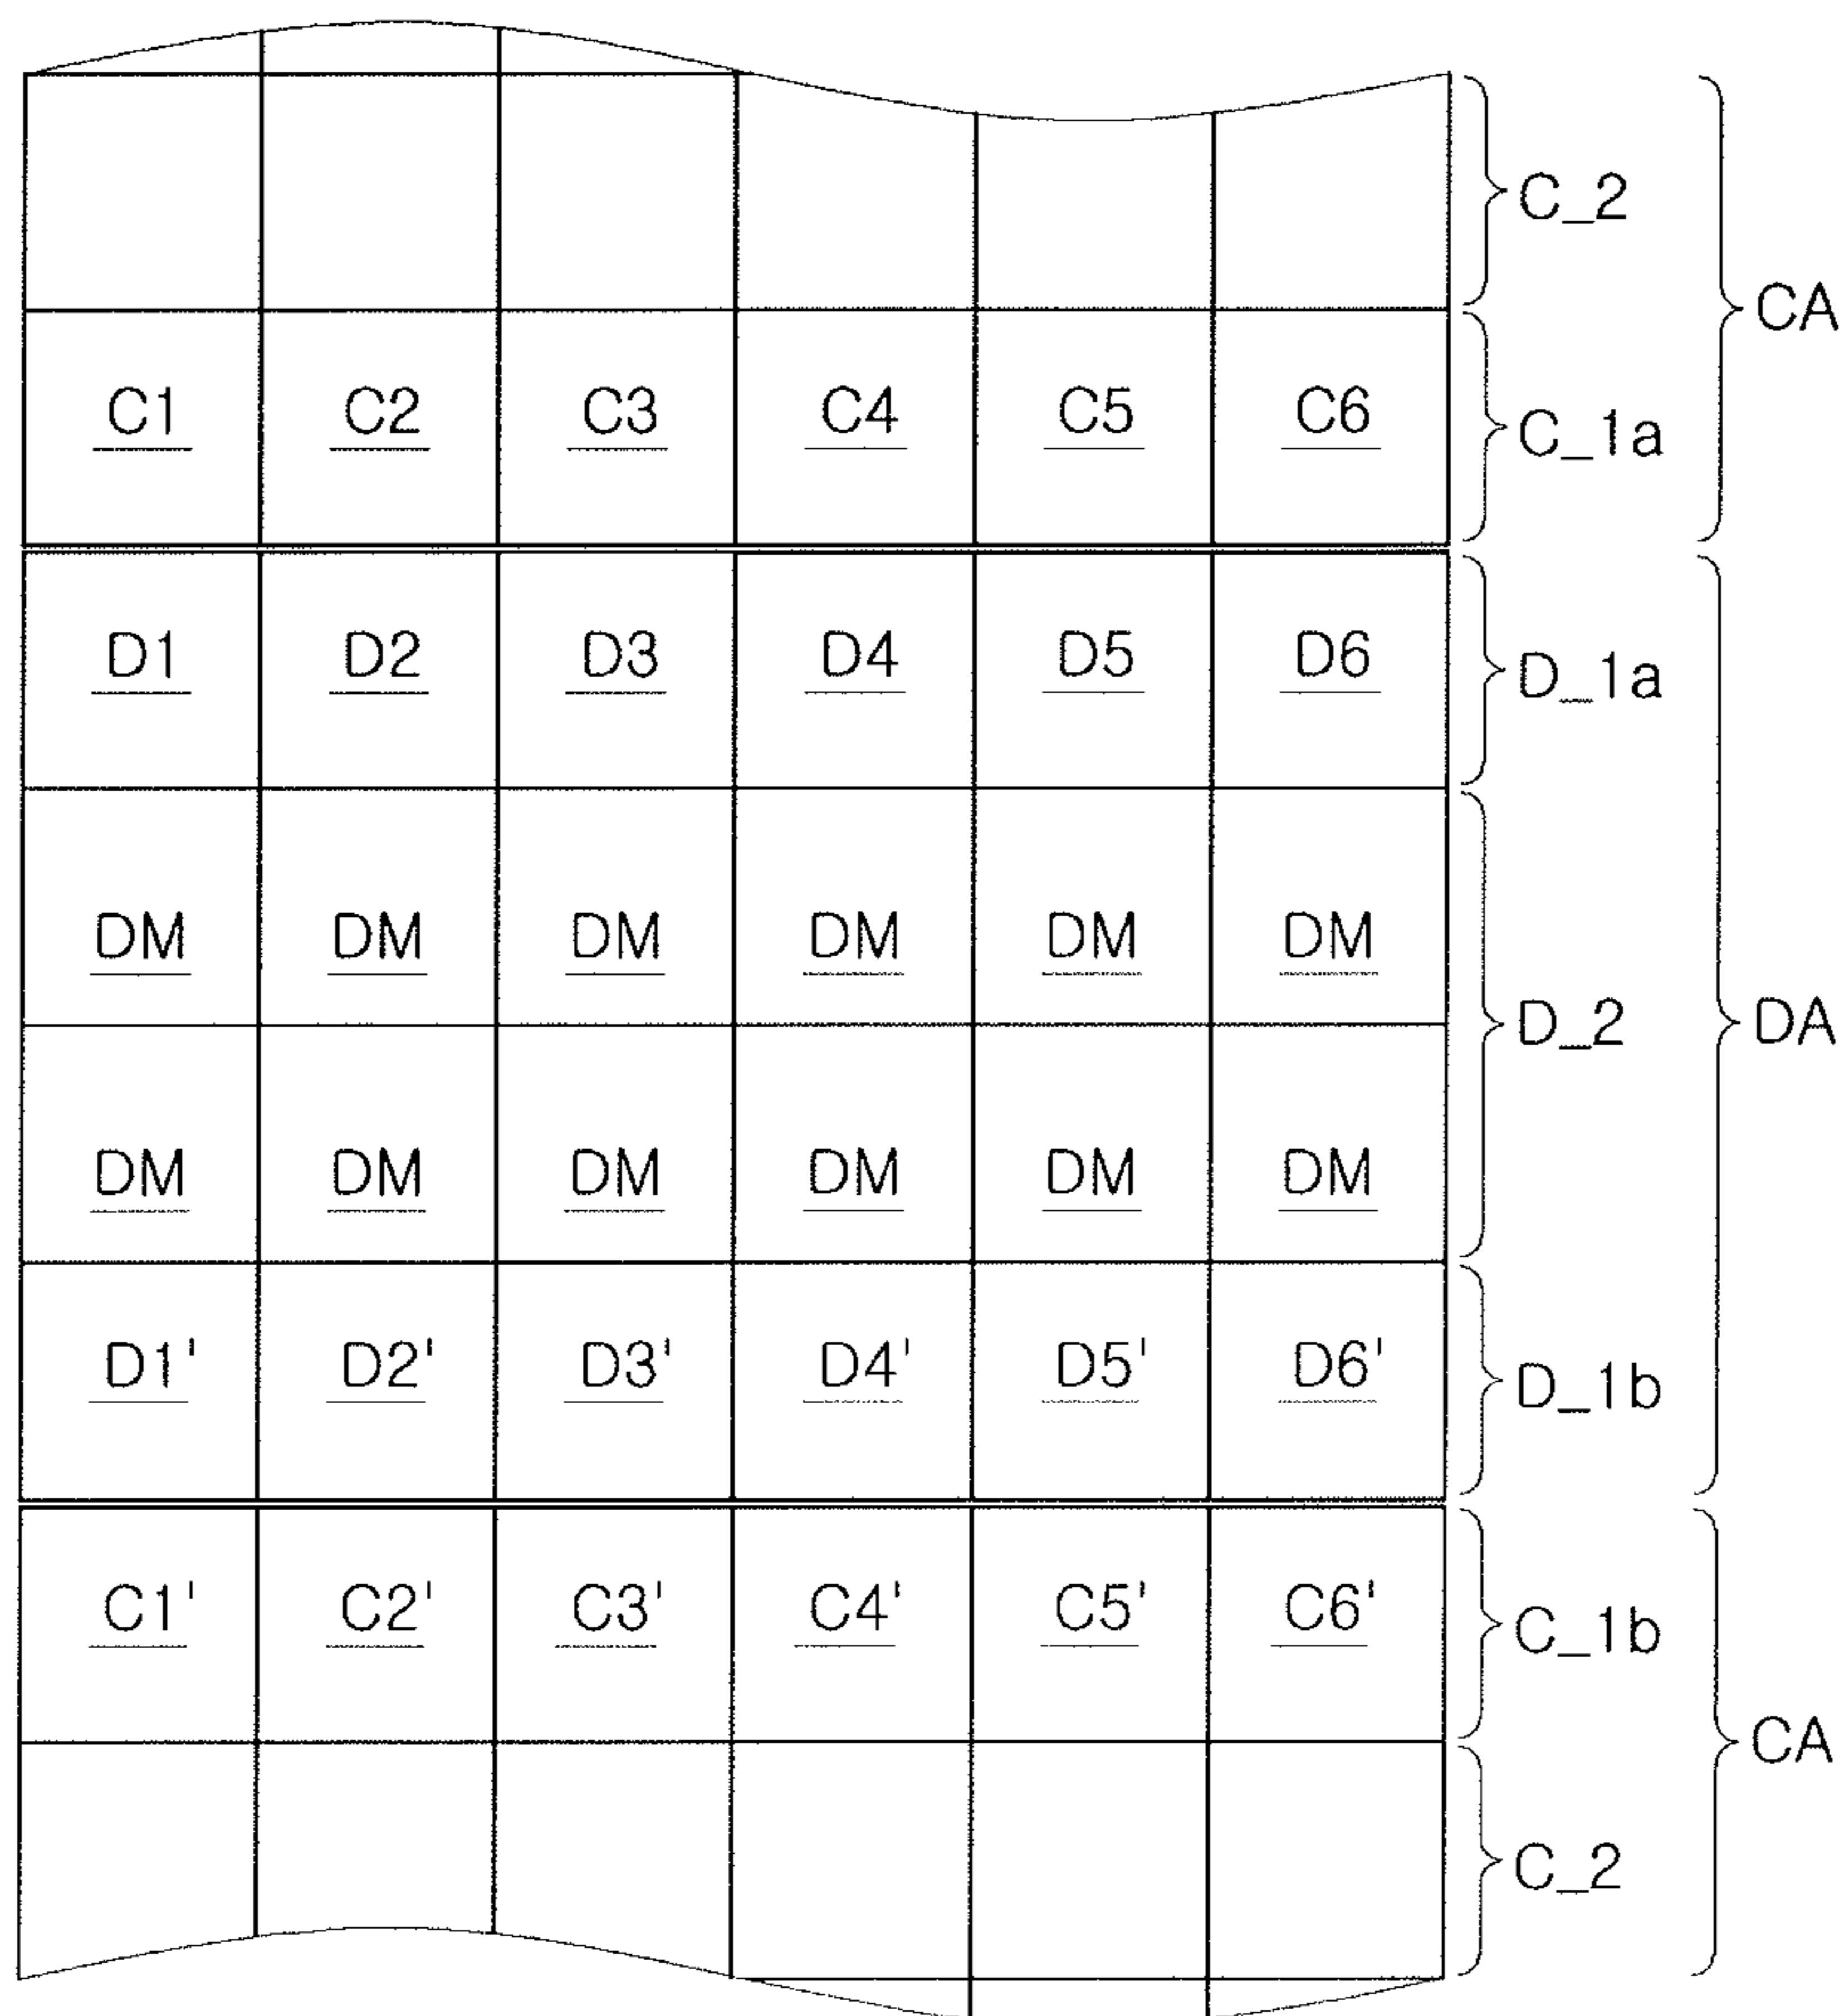 C_2
CA
C1 C2 C3 C4 C5 C6 C_1a
D1 D2 D3 D4 D5 D6 D_1a
DM DM DM DM DM DM
D_2 DA
DM DM DM DM DM DM
D1' D2' D3' D4' D5' D6' D_1b
C1' C2' C3' C4' C5' C6' C_1b
CA
C_2